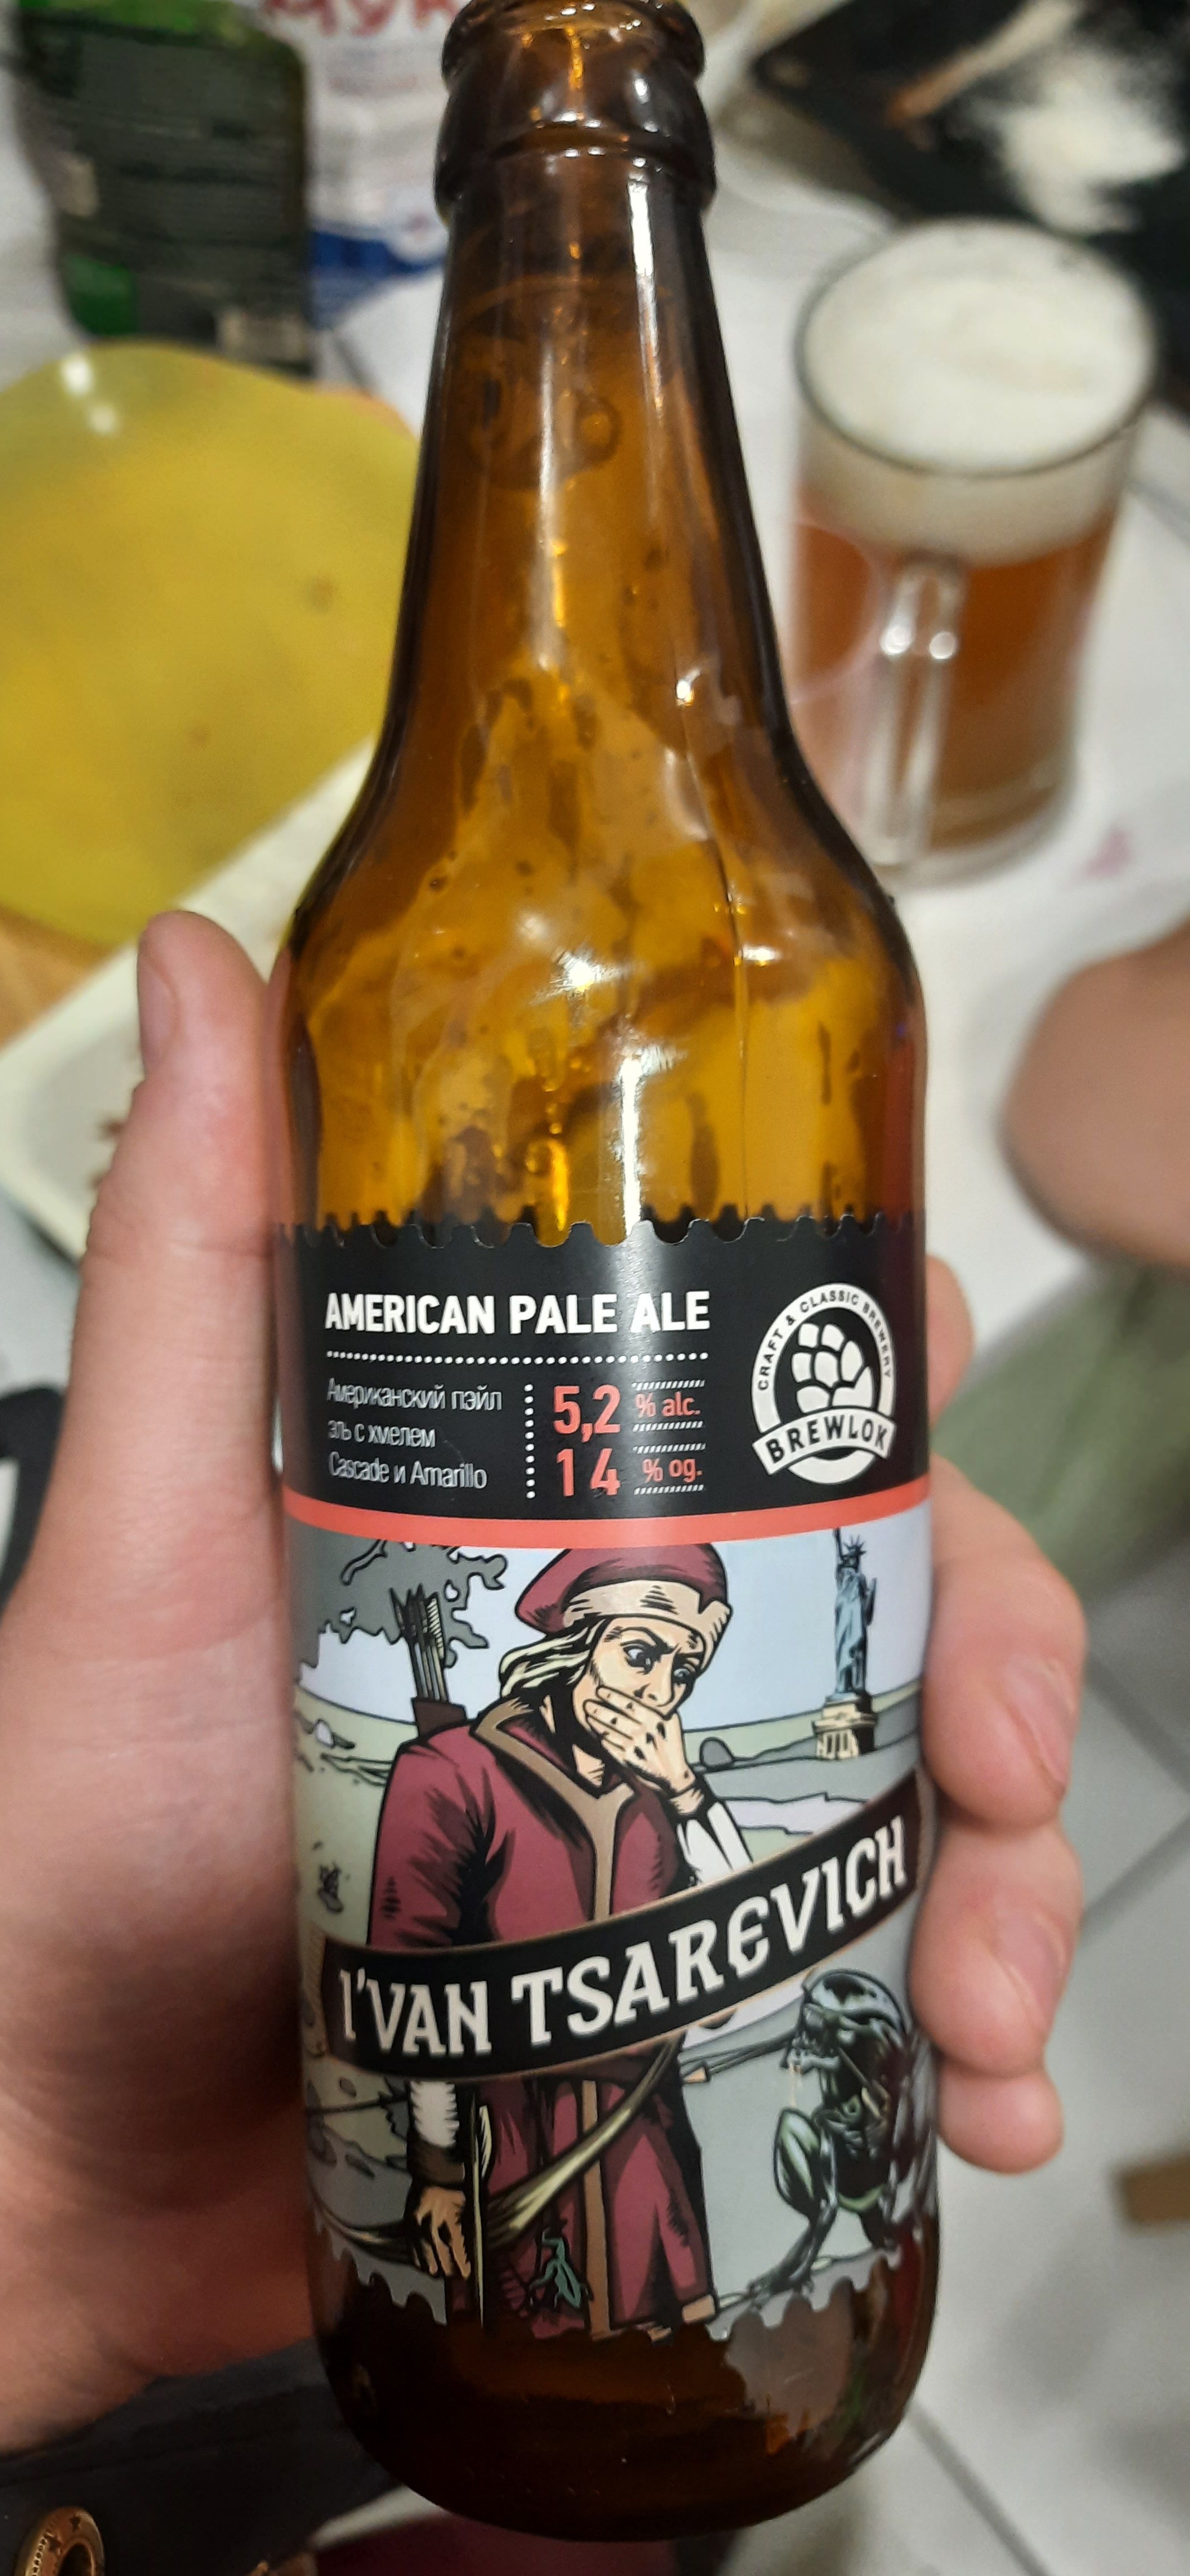 AMERICAN PALE ALE
Американский пэйл
эль с хмелем
Cascade и Amarillo
5,2 % alc.
14 % og.
CRAFT & CLASSIC BREWERY
BREWLOK
I'VAN TSAREVICH